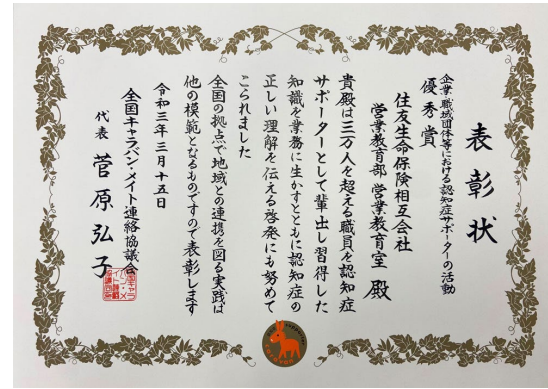 表彰状
企業・職域団体等における認知症サポーターの活動
優秀賞
住友生命保険相互会社
営業教育部 営業教育室 殿
貴殿は三万人を超える職員を認知症
サポーターとして輩出し習得した
知識を業務に生かすとともに認知症の
正しい理解を伝える啓発にも努めて
こられました
全国の拠点で地域との連携を図る実践は
他の模範となるものですので表彰します
令和三年三月十五日
全国キャラバン・メイト連絡協議会
代表 菅原弘子